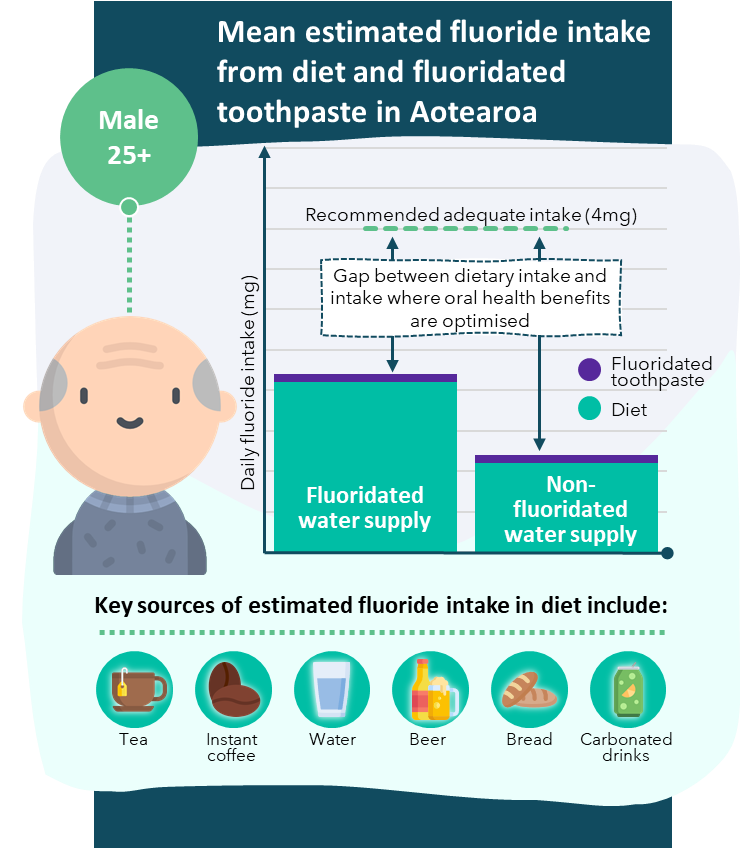 Mean estimated fluoride intake
from diet and fluoridated
toothpaste in Aotearoa
Male
25+
Daily fluoride intake (mg)
Recommended adequate intake (4mg)
Gap between dietary intake and
intake where oral health benefits
are optimised
Fluoridated
toothpaste
Diet
Fluoridated
water supply
Non-
fluoridated
water supply
Key sources of estimated fluoride intake in diet include:
Tea
Instant
coffee
Water
Beer
Bread
Carbonated
drinks